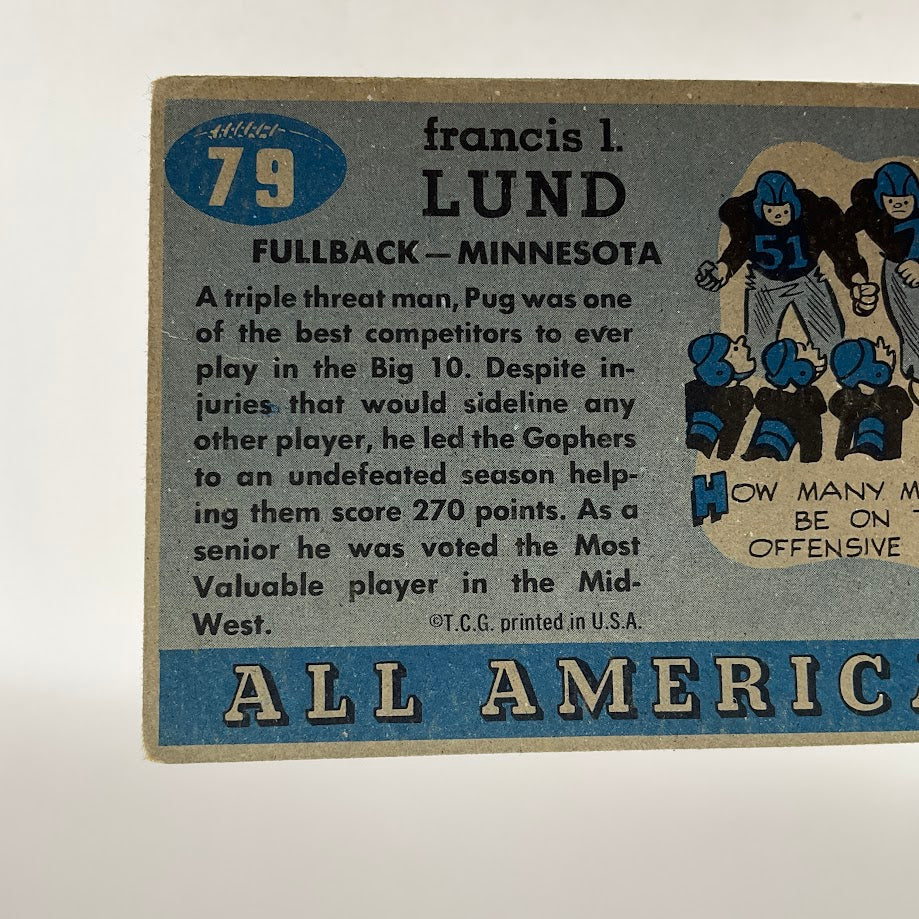 79
francis l.
LUND
FULLBACK — MINNESOTA
A triple threat man, Pug was one
of the best competitors to ever
play in the Big 10. Despite in-
juries that would sideline any
other player, he led the Gophers
to an undefeated season help-
ing them score 270 points. As a
senior he was voted the Most
Valuable player in the Mid-
West.
©T.C.G. printed in U.S.A.
51
7
HOW MANY M
BE ON
OFFENSIVE
ALL AMERIC